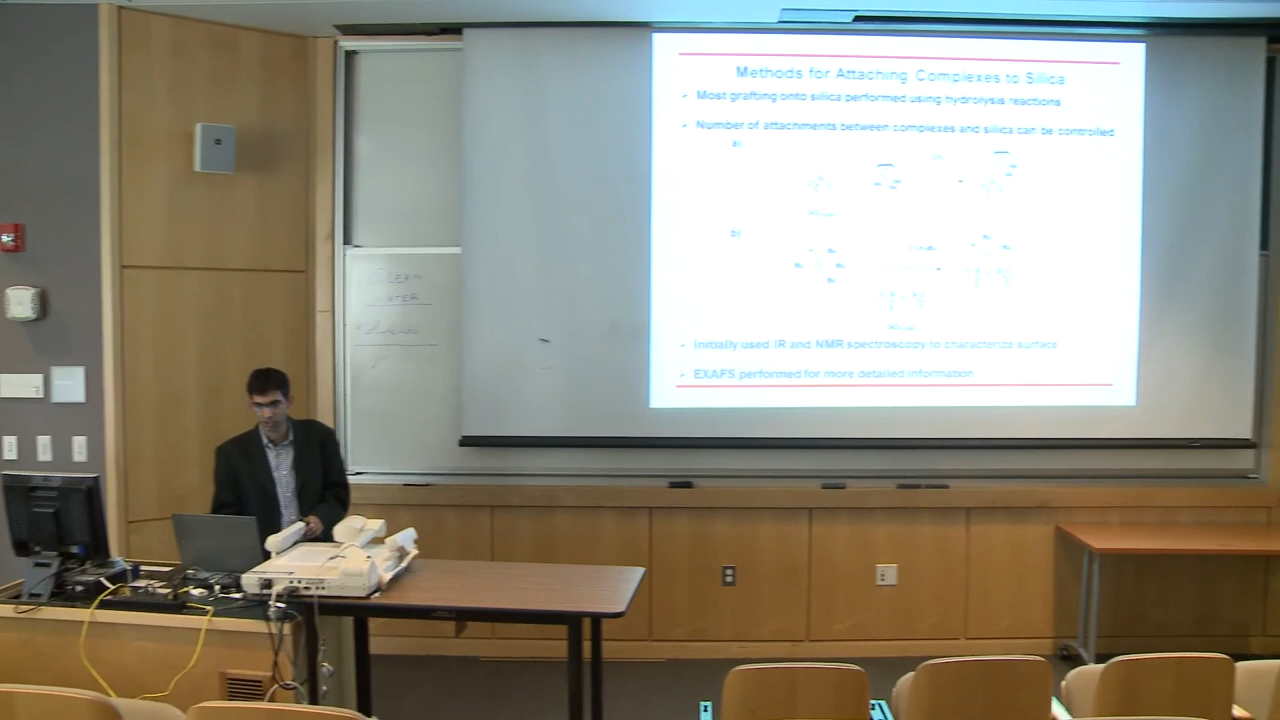 Methods for Attaching Complexes to Silica
Most grafting onto silica performed using hydrolysis reactions
Number of attachments between complexes and silica can be controlled
a)
b)
Initially used IR and NMR spectroscopy to characterize surface
EXAFS performed for more detailed information